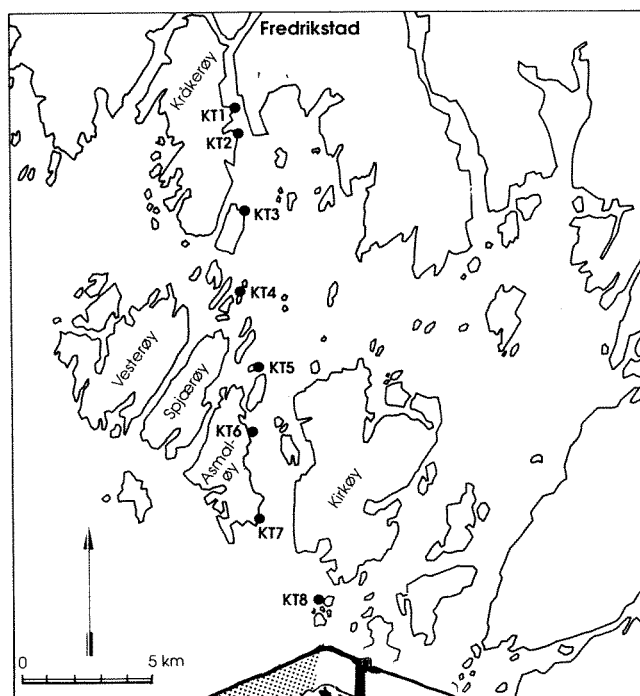 Fredrikstad
Kråkerøy
KT1
KT2
KT3
KT4
Vesterøy
Spjærøy
KT5
KT6
Asmal-
øy
Kirkøy
KT7
KT8
0 5 km